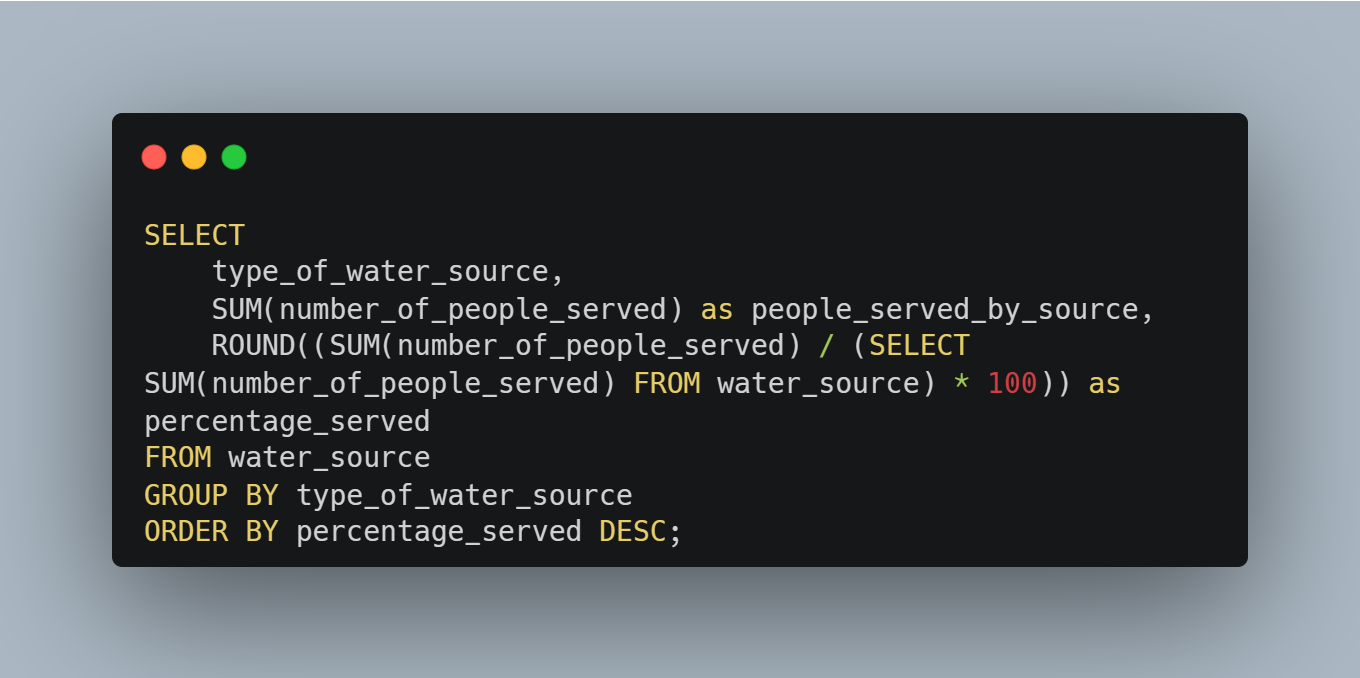 SELECT
    type_of_water_source,
    SUM(number_of_people_served) as people_served_by_source,
    ROUND((SUM(number_of_people_served) / (SELECT
SUM(number_of_people_served) FROM water_source) * 100)) as
percentage_served
FROM water_source
GROUP BY type_of_water_source
ORDER BY percentage_served DESC;